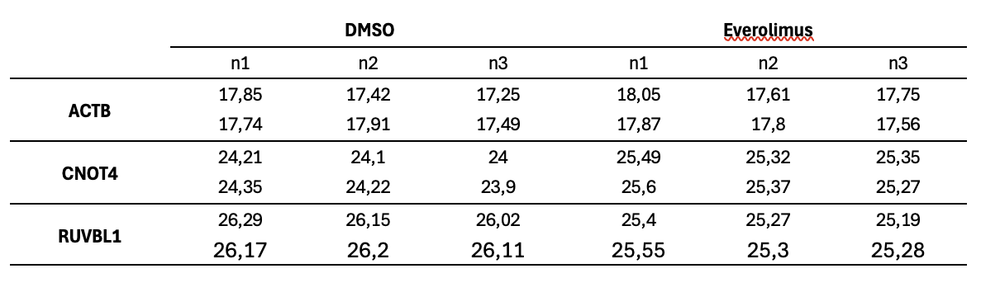 DMSO Everolimus
n1 n2 n3 n1 n2 n3
17,85 17,42 17,25 18,05 17,61 17,75
ACTB
17,74 17,91 17,49 17,87 17,8 17,56
24,21 24,1 24 25,49 25,32 25,35
CNOT4
24,35 24,22 23,9 25,6 25,37 25,27
26,29 26,15 26,02 25,4 25,27 25,19
RUVBL1
26,17 26,2 26,11 25,55 25,3 25,28